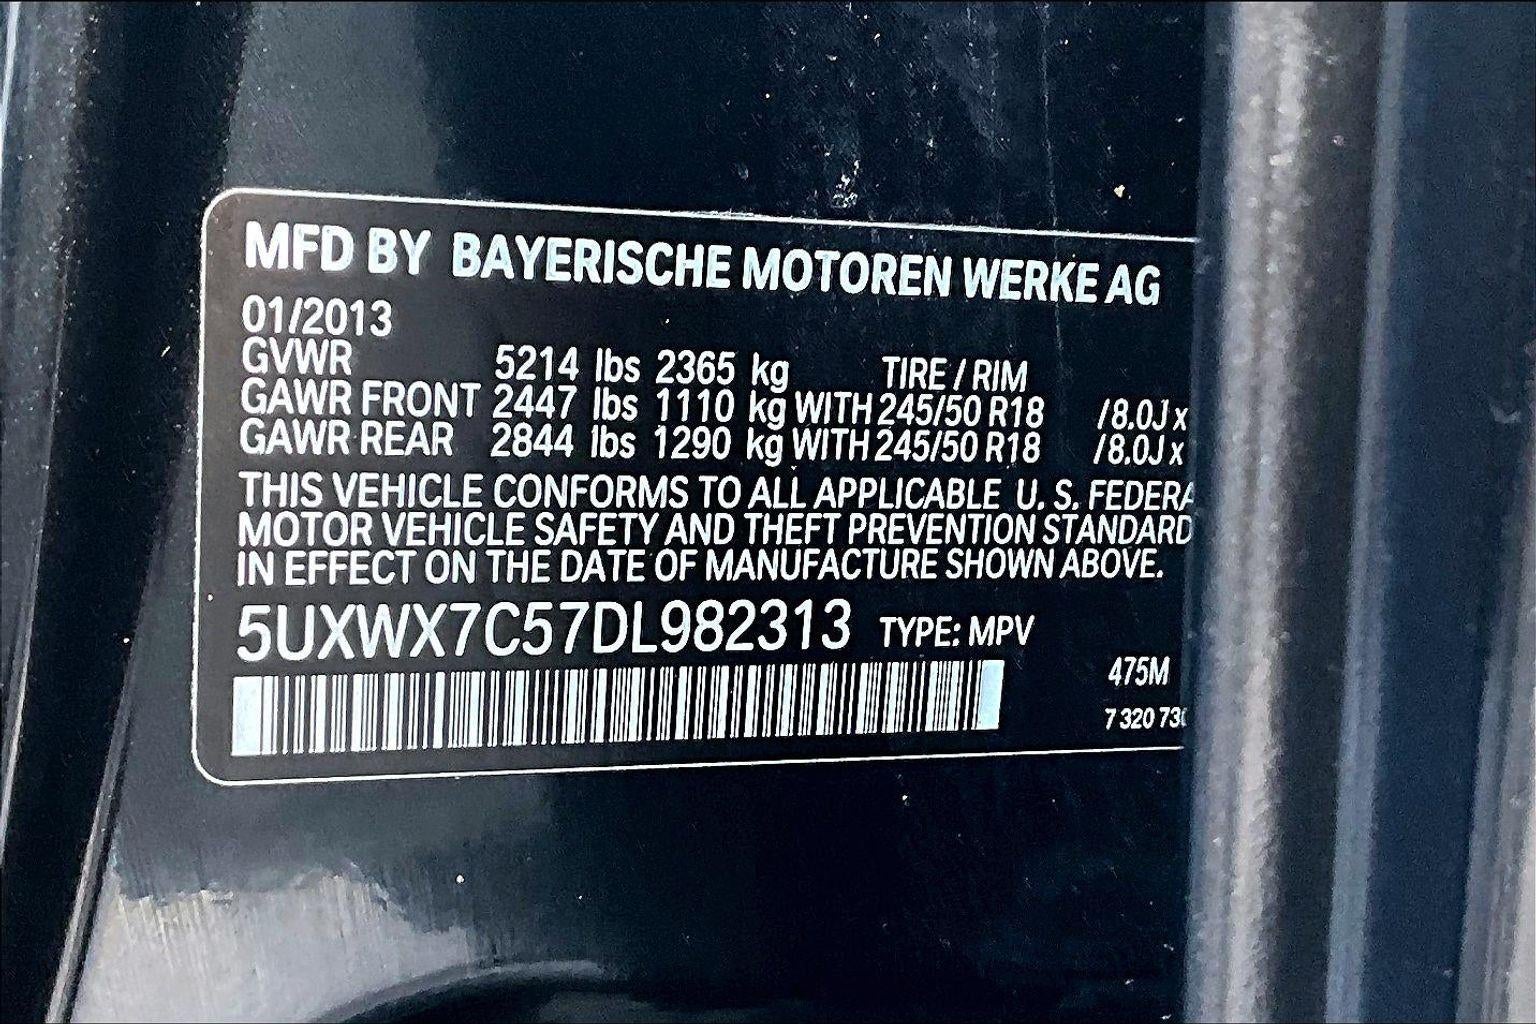 MFD BY BAYERISCHE MOTOREN WERKE AG
01/2013
GVWR 5214 lbs 2365 kg TIRE / RIM
GAWR FRONT 2447 lbs 1110 kg WITH 245/50 R18 /8.0J x
GAWR REAR 2844 lbs 1290 kg WITH 245/50 R18 /8.0J x
THIS VEHICLE CONFORMS TO ALL APPLICABLE U. S. FEDERA
MOTOR VEHICLE SAFETY AND THEFT PREVENTION STANDARD
IN EFFECT ON THE DATE OF MANUFACTURE SHOWN ABOVE.
5UXWX7C57DL982313 TYPE: MPV
475M
7 320 73